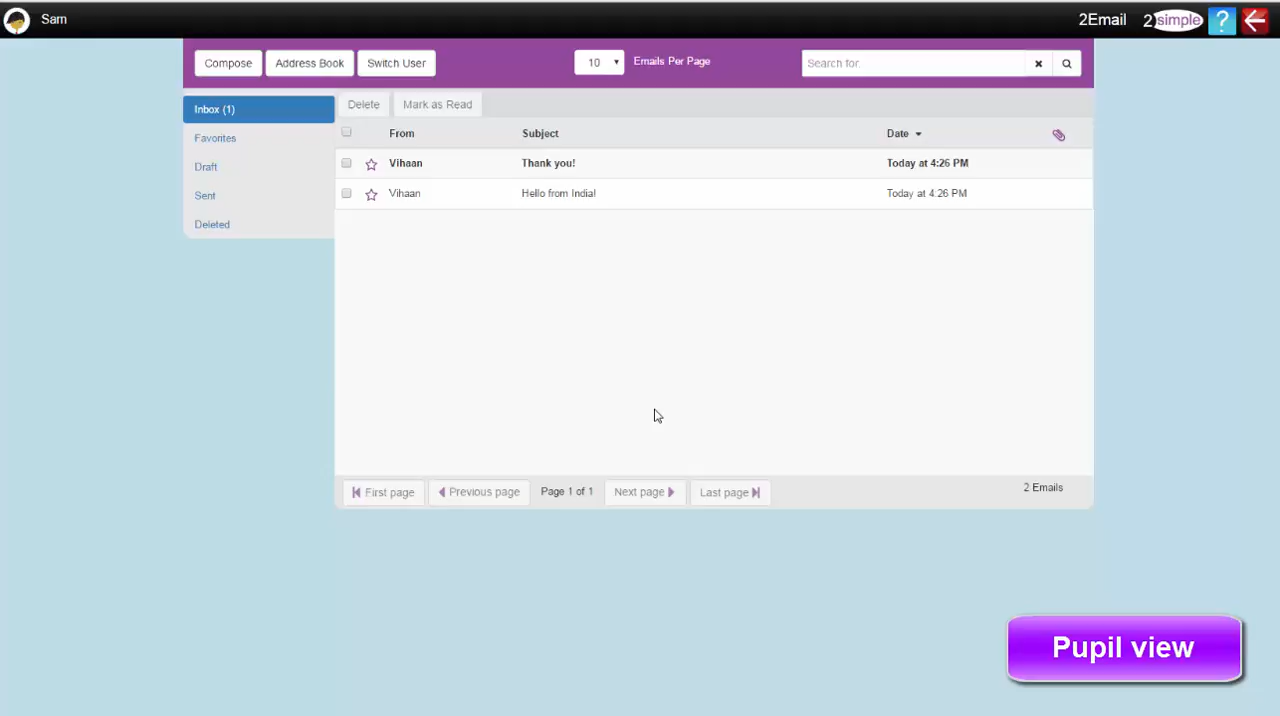 Sam 2Email 2simple ?
Compose Address Book Switch User 10 Emails Per Page Search for.
Inbox (1) Delete Mark as Read
From Subject Date
Favorites
Vihaan Thank you! Today at 4:26 PM
Draft
Vihaan Hello from India! Today at 4:26 PM
Sent
Deleted
First page Previous page Page 1 of 1 Next page Last page 2 Emails
Pupil view